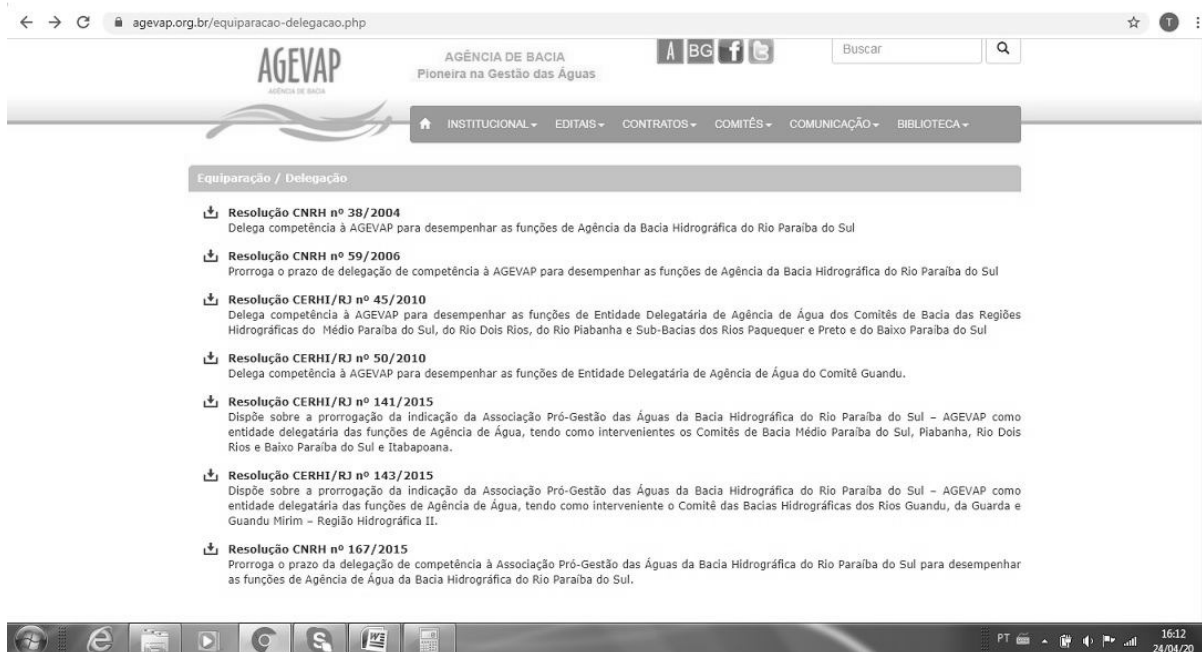 agevap.org.br/equiparacao-delegacao.php
T
AGEVAP
AGÊNCIA DE BACIA
AGÊNCIA DE BACIA
Pioneira na Gestão das Águas
A BG f
Buscar
INSTITUCIONAL EDITAIS CONTRATOS COMITÊS COMUNICAÇÃO BIBLIOTECA
Equiparação / Delegação
Resolução CNRH nº 38/2004
Delega competência à AGEVAP para desempenhar as funções de Agência da Bacia Hidrográfica do Rio Paraíba do Sul
Resolução CNRH nº 59/2006
Prorroga o prazo de delegação de competência à AGEVAP para desempenhar as funções de Agência da Bacia Hidrográfica do Rio Paraíba do Sul
Resolução CERHI/RJ nº 45/2010
Delega competência à AGEVAP para desempenhar as funções de Entidade Delegatária de Agência de Água dos Comitês de Bacia das Regiões
Hidrográficas do Médio Paraíba do Sul, do Rio Dois Rios, do Rio Piabanha e Sub-Bacias dos Rios Paquequer e Preto e do Baixo Paraíba do Sul
Resolução CERHI/RJ nº 50/2010
Delega competência à AGEVAP para desempenhar as funções de Entidade Delegatária de Agência de Água do Comitê Guandu.
Resolução CERHI/RJ nº 141/2015
Dispõe sobre a prorrogação da indicação da Associação Pró-Gestão das Águas da Bacia Hidrográfica do Rio Paraíba do Sul – AGEVAP como
entidade delegatária das funções de Agência de Água, tendo como intervenientes os Comitês de Bacia Médio Paraíba do Sul, Piabanha, Rio Dois
Rios e Baixo Paraíba do Sul e Itabapoana.
Resolução CERHI/RJ nº 143/2015
Dispõe sobre a prorrogação da indicação da Associação Pró-Gestão das Águas da Bacia Hidrográfica do Rio Paraíba do Sul – AGEVAP como
entidade delegatária das funções de Agência de Água, tendo como interveniente o Comitê das Bacias Hidrográficas dos Rios Guandu, da Guarda e
Guandu Mirim – Região Hidrográfica II.
Resolução CNRH nº 167/2015
Prorroga o prazo da delegação de competência à Associação Pró-Gestão das Águas da Bacia Hidrográfica do Rio Paraíba do Sul para desempenhar
as funções de Agência de Água da Bacia Hidrográfica do Rio Paraíba do Sul.
PT
16:12
24/04/20